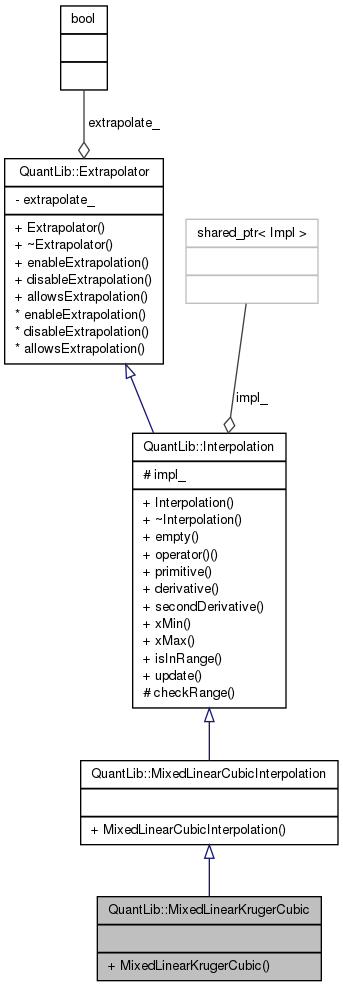 bool
extrapolate_
QuantLib::Extrapolator
- extrapolate_
+ Extrapolator()
+ ~Extrapolator()
+ enableExtrapolation()
+ disableExtrapolation()
+ allowsExtrapolation()
* enableExtrapolation()
* disableExtrapolation()
* allowsExtrapolation()
shared_ptr< Impl >
impl_
QuantLib::Interpolation
# impl_
+ Interpolation()
+ ~Interpolation()
+ empty()
+ operator()()
+ primitive()
+ derivative()
+ secondDerivative()
+ xMin()
+ xMax()
+ isInRange()
+ update()
# checkRange()
QuantLib::MixedLinearCubicInterpolation
+ MixedLinearCubicInterpolation()
QuantLib::MixedLinearKrugerCubic
+ MixedLinearKrugerCubic()